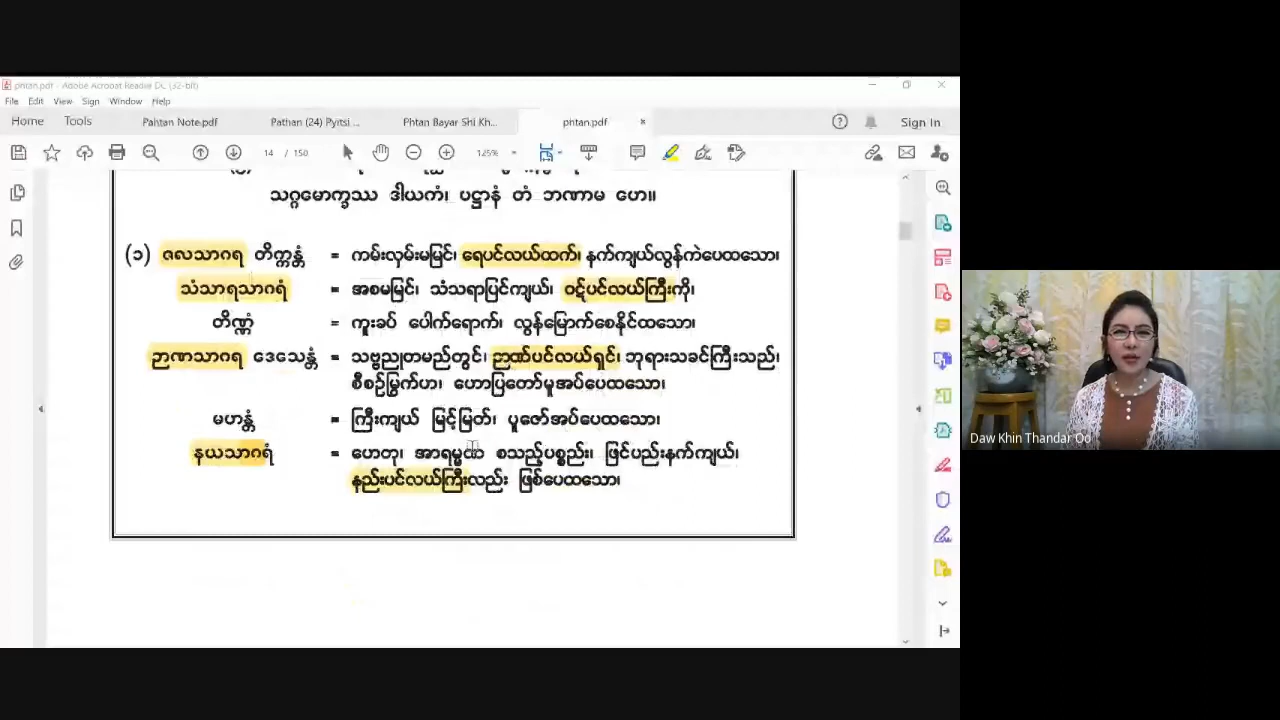 phtan.pdf - Adobe Acrobat Reader DC (32-bit)
File Edit View Sign Window Help
Home Tools Pahtan Note.pdf Pathan (24) Pyitsi ... Phtan Bayar Shi Kh... phtan.pdf × Sign In
14 / 150 125%
သဂ္ဂမောက္ခဿ ဒါယကံ၊ ပဋ္ဌာနံ တံ ဘဏာမ ဟေ။
(၁) ဇလသာဂရ တိက္ကန္တံ = ကမ်းလှမ်းမမြင်၊ ရေပင်လယ်ထက်၊ နက်ကျယ်လွန်ကဲပေထသော၊
သံသာရသာဂရံ = အစမမြင်၊ သံသရာပြင်ကျယ်၊ ဝဋ်ပင်လယ်ကြီးကို၊
တိဏ္ဏံ = ကူးခပ် ပေါက်ရောက်၊ လွန်မြောက်စေနိုင်ထသော၊
ဉာဏသာဂရ ဒေသေန္တံ = သဗ္ဗညုတမည်တွင်၊ ဉာဏ်ပင်လယ်ရှင်၊ ဘုရားသခင်ကြီးသည်
စီစဉ်မြွက်ဟ၊ ဟောပြတော်မူအပ်ပေထသော၊
မဟန္တံ = ကြီးကျယ် မြင့်မြတ်၊ ပူဇော်အပ်ပေထသော၊
နယသာဂရံ = ဟေတု၊ အာရမ္မဏ စသည့်ပစ္စည်း၊ ဖြင်ပည်းနက်ကျယ်၊
နည်းပင်လယ်ကြီးလည်း ဖြစ်ပေထသော၊
Daw Khin Thandar Oo